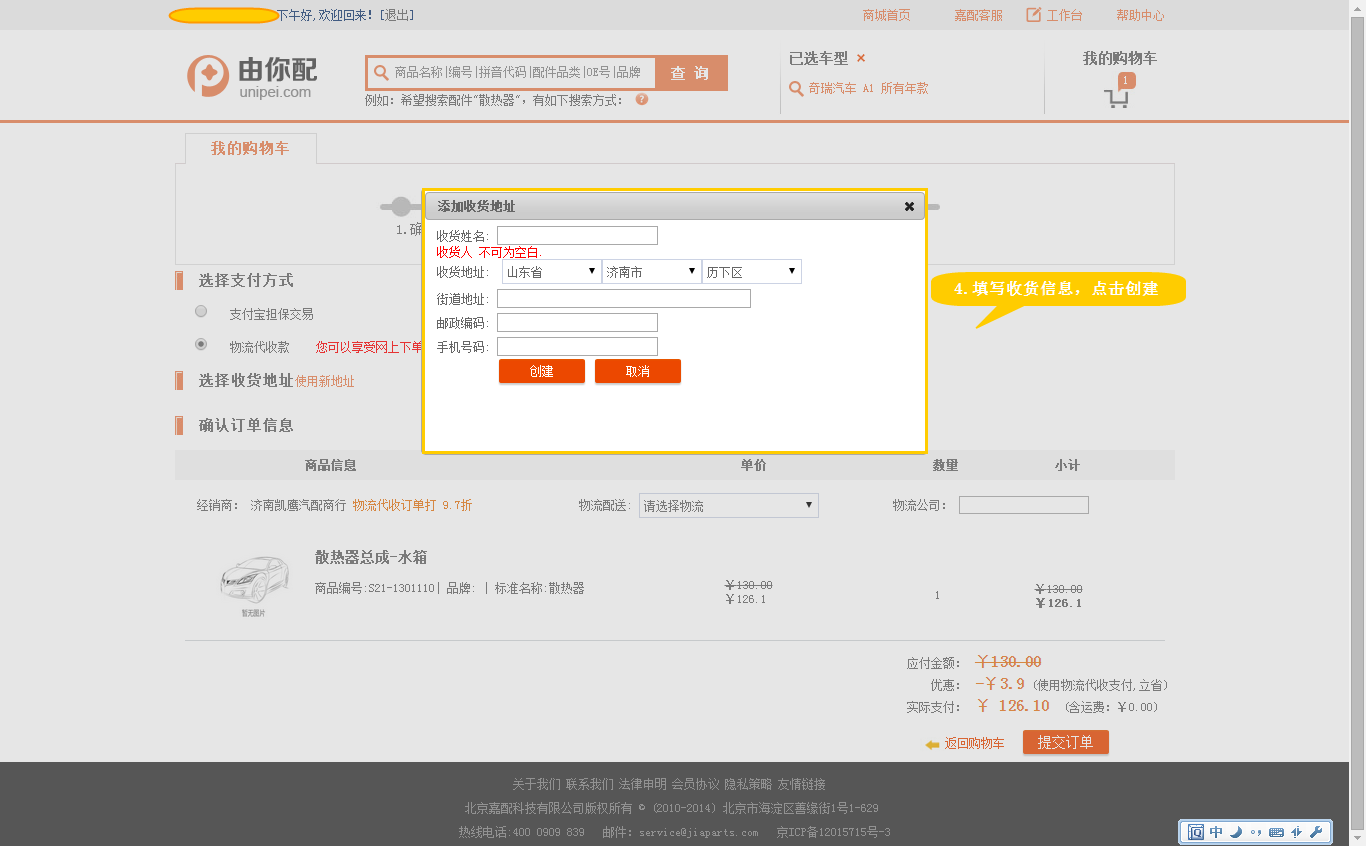 下午好, 欢迎回来! [退出]
商城首页 嘉配客服 工作台 帮助中心
由你配
unipei.com
商品名称|编号|拼音代码|配件品类|OE号|品牌
查 询
例如: 希望搜索配件"散热器", 有如下搜索方式: ?
已选车型 ×
奇瑞汽车 A1 所有年款
我的购物车
1
我的购物车
1.确
添加收货地址 ✖
收货姓名:
收货人 不可为空白.
收货地址: 山东省 济南市 历下区
街道地址:
邮政编码:
手机号码:
创建 取消
4.填写收货信息，点击创建
选择支付方式
支付宝担保交易
物流代收款 您可以享受网上下单
选择收货地址使用新地址
确认订单信息
商品信息 单价 数量 小计
经销商: 济南凯鹰汽配商行 物流代收订单打 9.7折 物流配送: 请选择物流 物流公司:
散热器总成-水箱
商品编号:S21-1301110| 品牌: | 标准名称:散热器
暂无图片
￥130.00
￥126.1
1
￥130.00
￥126.1
应付金额: ￥130.00
优惠: -￥3.9 (使用物流代收支付,立省)
实际支付: ￥ 126.10 (含运费: ￥0.00)
返回购物车 提交订单
关于我们 联系我们 法律申明 会员协议 隐私策略 友情链接
北京嘉配科技有限公司版权所有 © (2010-2014) 北京市海淀区善缘街1号1-629
热线电话:400 0909 839 邮件: service@jiaparts.com 京ICP备12015715号-3
中